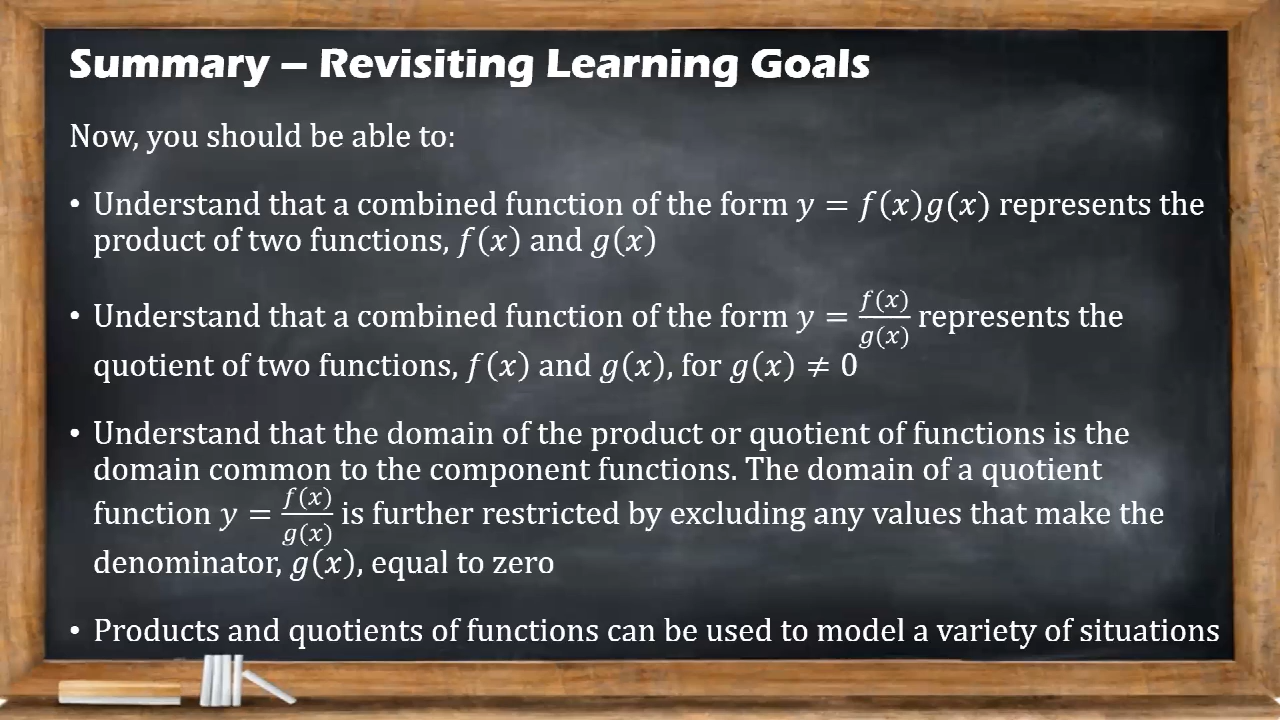 Summary – Revisiting Learning Goals
Now, you should be able to:
• Understand that a combined function of the form y = f(x)g(x) represents the
product of two functions, f(x) and g(x)
• Understand that a combined function of the form y = f(x)/g(x) represents the
quotient of two functions, f(x) and g(x), for g(x) ≠ 0
• Understand that the domain of the product or quotient of functions is the
domain common to the component functions. The domain of a quotient
function y = f(x)/g(x) is further restricted by excluding any values that make the
denominator, g(x), equal to zero
• Products and quotients of functions can be used to model a variety of situations